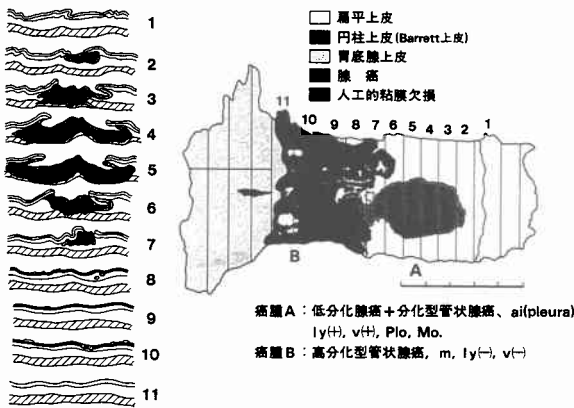 1
2
3
4
5
6
7
8
9
10
11
扁平上皮
円柱上皮(Barrett上皮)
胃底腺上皮
腺癌
人工的粘膜欠損
11
10 9 8 7 6 5 4 3 2 1
B
A
癌腫A：低分化腺癌＋分化型管状腺癌、ai(pleura)
ly(+), v(+), Plo, Mo.
癌腫B：高分化型管状腺癌, m, ly(−), v(−)